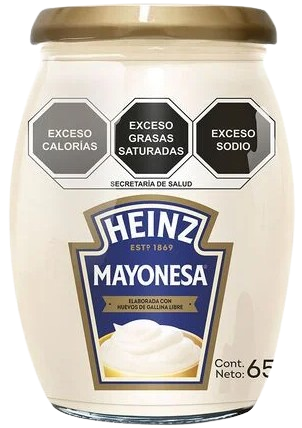 EXCESO
CALORÍAS
EXCESO
GRASAS
SATURADAS
EXCESO
SODIO
SECRETARÍA DE SALUD
HEINZ
ESTD 1869
MAYONESA
ELABORADA CON
HUEVOS DE GALLINA LIBRE
Cont.
Neto: 65